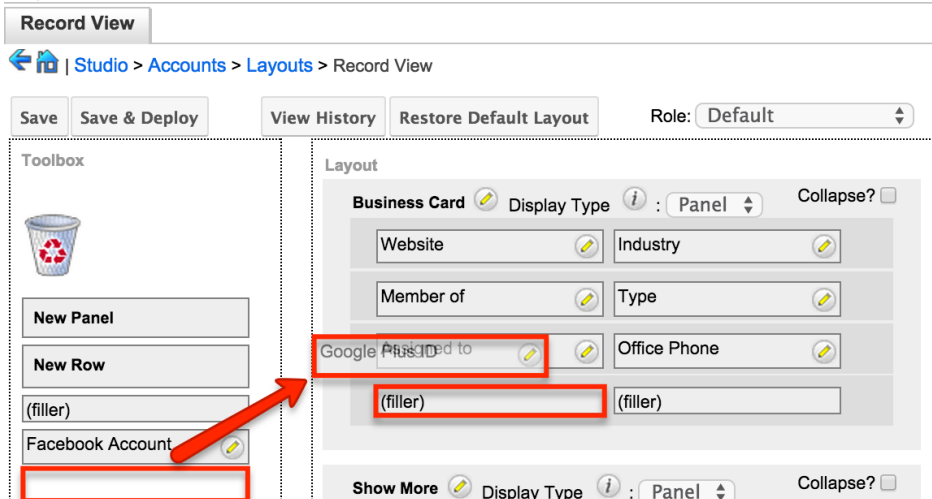 Record View
| Studio > Accounts > Layouts > Record View
Save Save & Deploy View History Restore Default Layout Role: Default
Toolbox
New Panel
New Row
(filler)
Facebook Account
Layout
Business Card Display Type i : Panel Collapse?
Website Industry
Member of Type
Assigned to Office Phone
Google Plus ID
(filler) (filler)
Show More Display Type i : Panel Collapse?